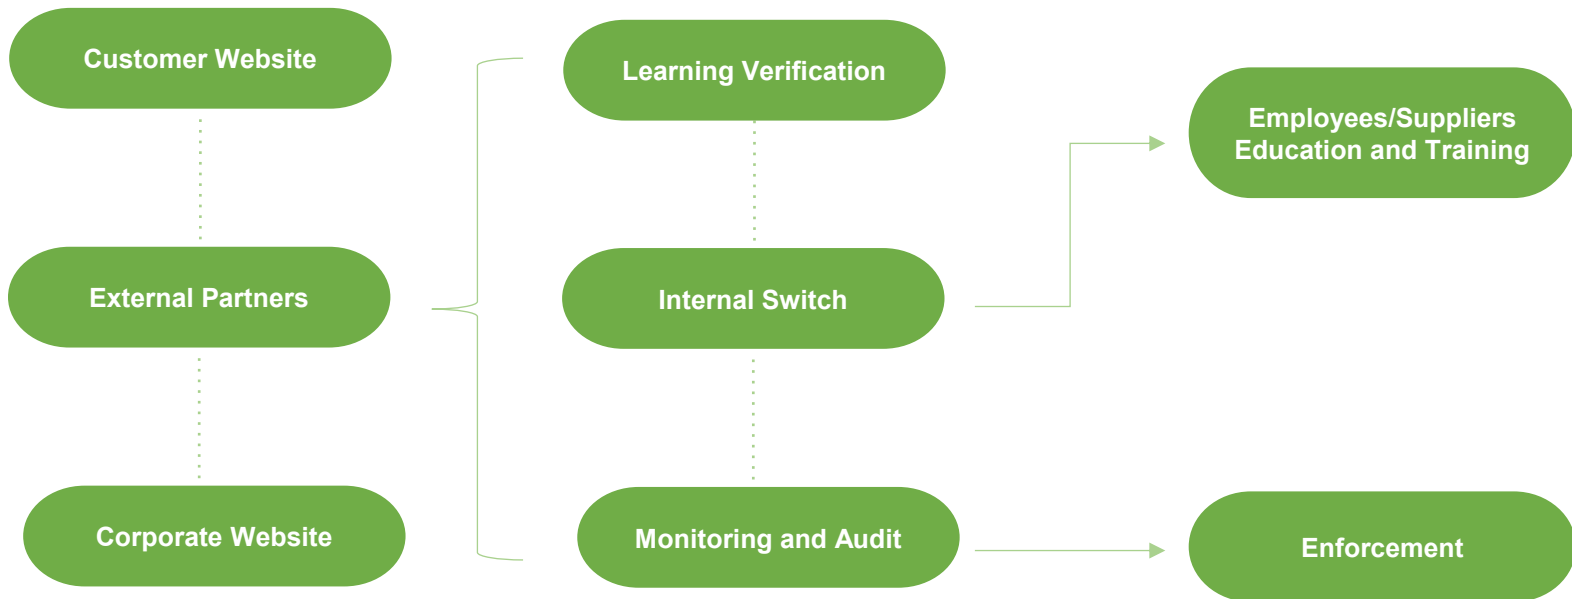 Customer Website
External Partners
Corporate Website
Learning Verification
Internal Switch
Monitoring and Audit
Employees/Suppliers
Education and Training
Enforcement